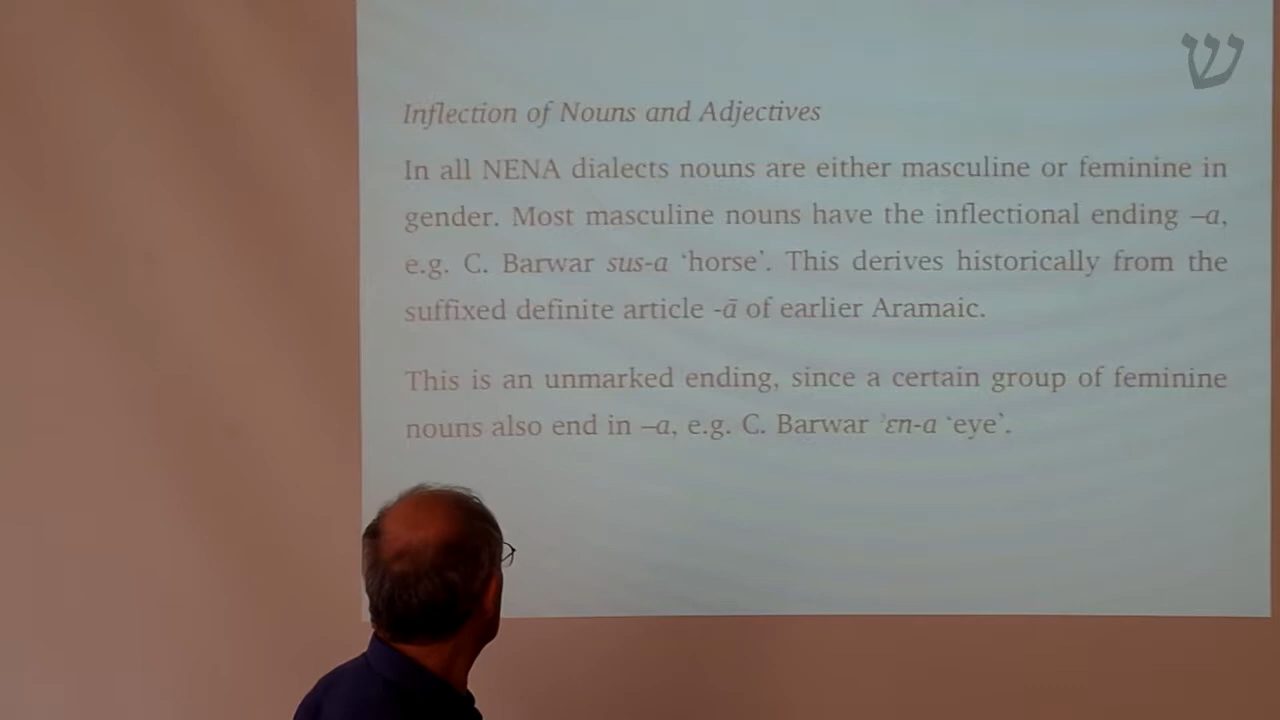 ש
Inflection of Nouns and Adjectives
In all NENA dialects nouns are either masculine or feminine in
gender. Most masculine nouns have the inflectional ending –a,
e.g. C. Barwar sus-a ‘horse’. This derives historically from the
suffixed definite article -ā of earlier Aramaic.
This is an unmarked ending, since a certain group of feminine
nouns also end in –a, e.g. C. Barwar ʾɛn-a ‘eye’.